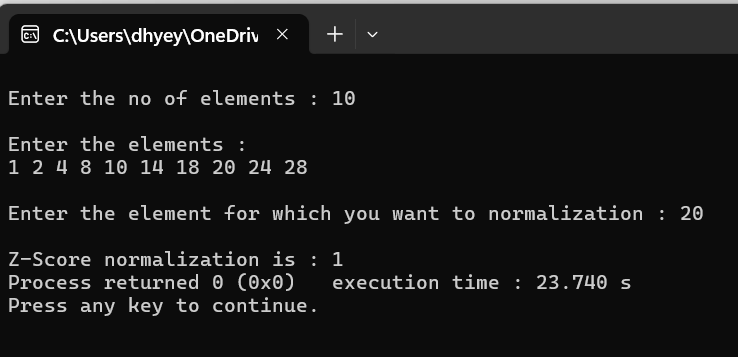 C:\Users\dhyey\OneDriv
Enter the no of elements : 10
Enter the elements :
1 2 4 8 10 14 18 20 24 28
Enter the element for which you want to normalization : 20
Z-Score normalization is : 1
Process returned 0 (0x0)   execution time : 23.740 s
Press any key to continue.